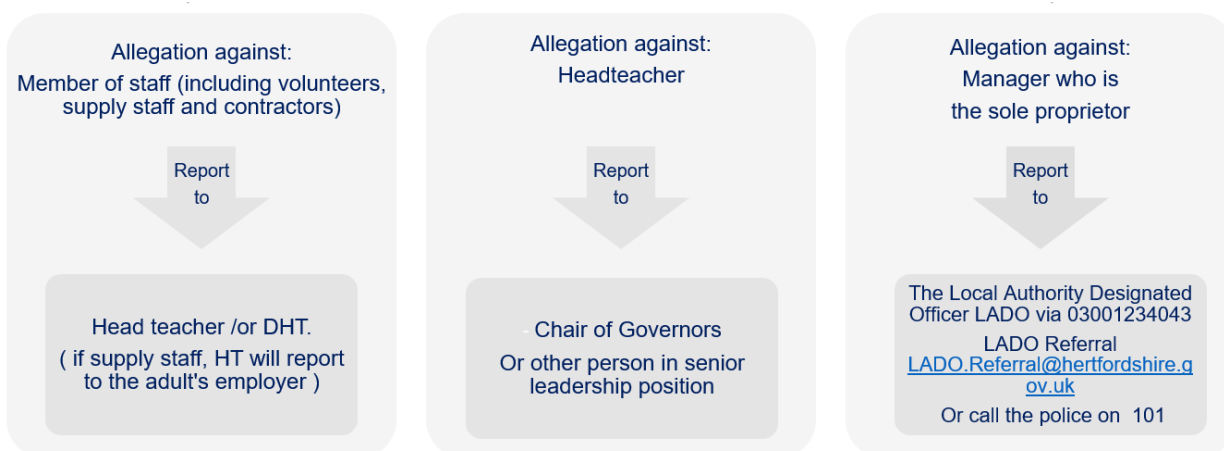 Allegation against:
Member of staff (including volunteers,
supply staff and contractors)
Report
to
Head teacher /or DHT.
( if supply staff, HT will report
to the adult's employer )
Allegation against:
Headteacher
Report
to
- Chair of Governors
Or other person in senior
leadership position
Allegation against:
Manager who is
the sole proprietor
Report
to
The Local Authority Designated
Officer LADO via 03001234043
LADO Referral
LADO.Referral@hertfordshire.g
ov.uk
Or call the police on 101